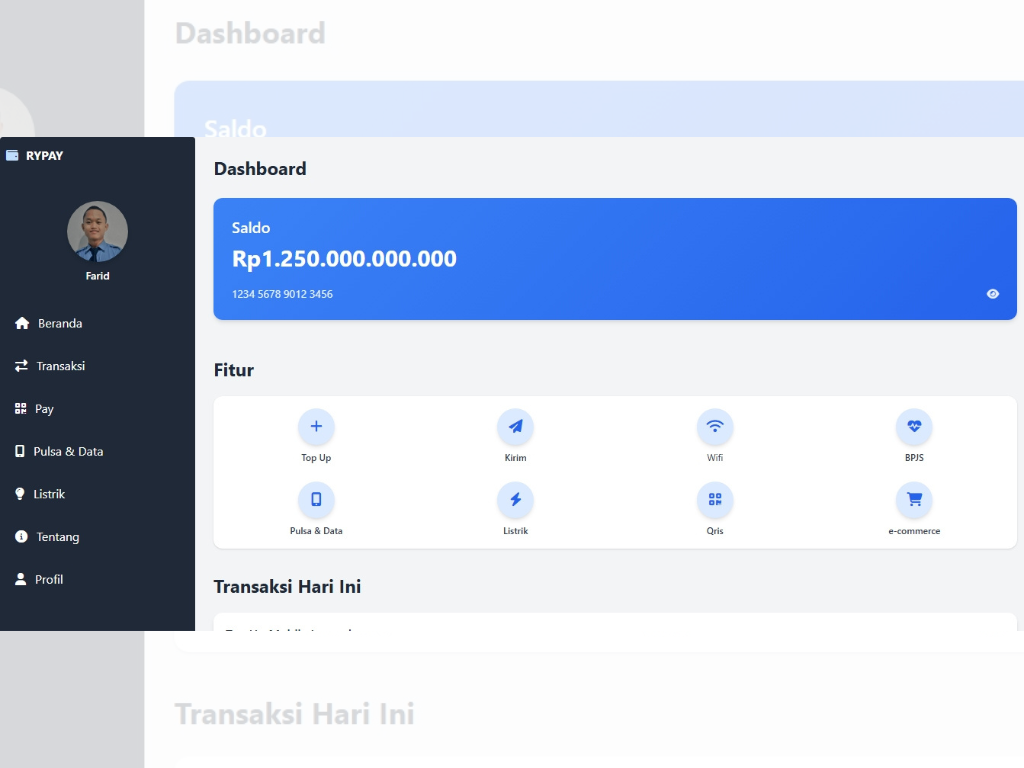 Dashboard
Saldo
RYPAY
Farid
Beranda
Transaksi
Pay
Pulsa & Data
Listrik
Tentang
Profil
Dashboard
Saldo
Rp1.250.000.000.000
1234 5678 9012 3456
Fitur
Top Up
Kirim
Wifi
BPJS
Pulsa & Data
Listrik
Qris
e-commerce
Transaksi Hari Ini
Transaksi Hari Ini